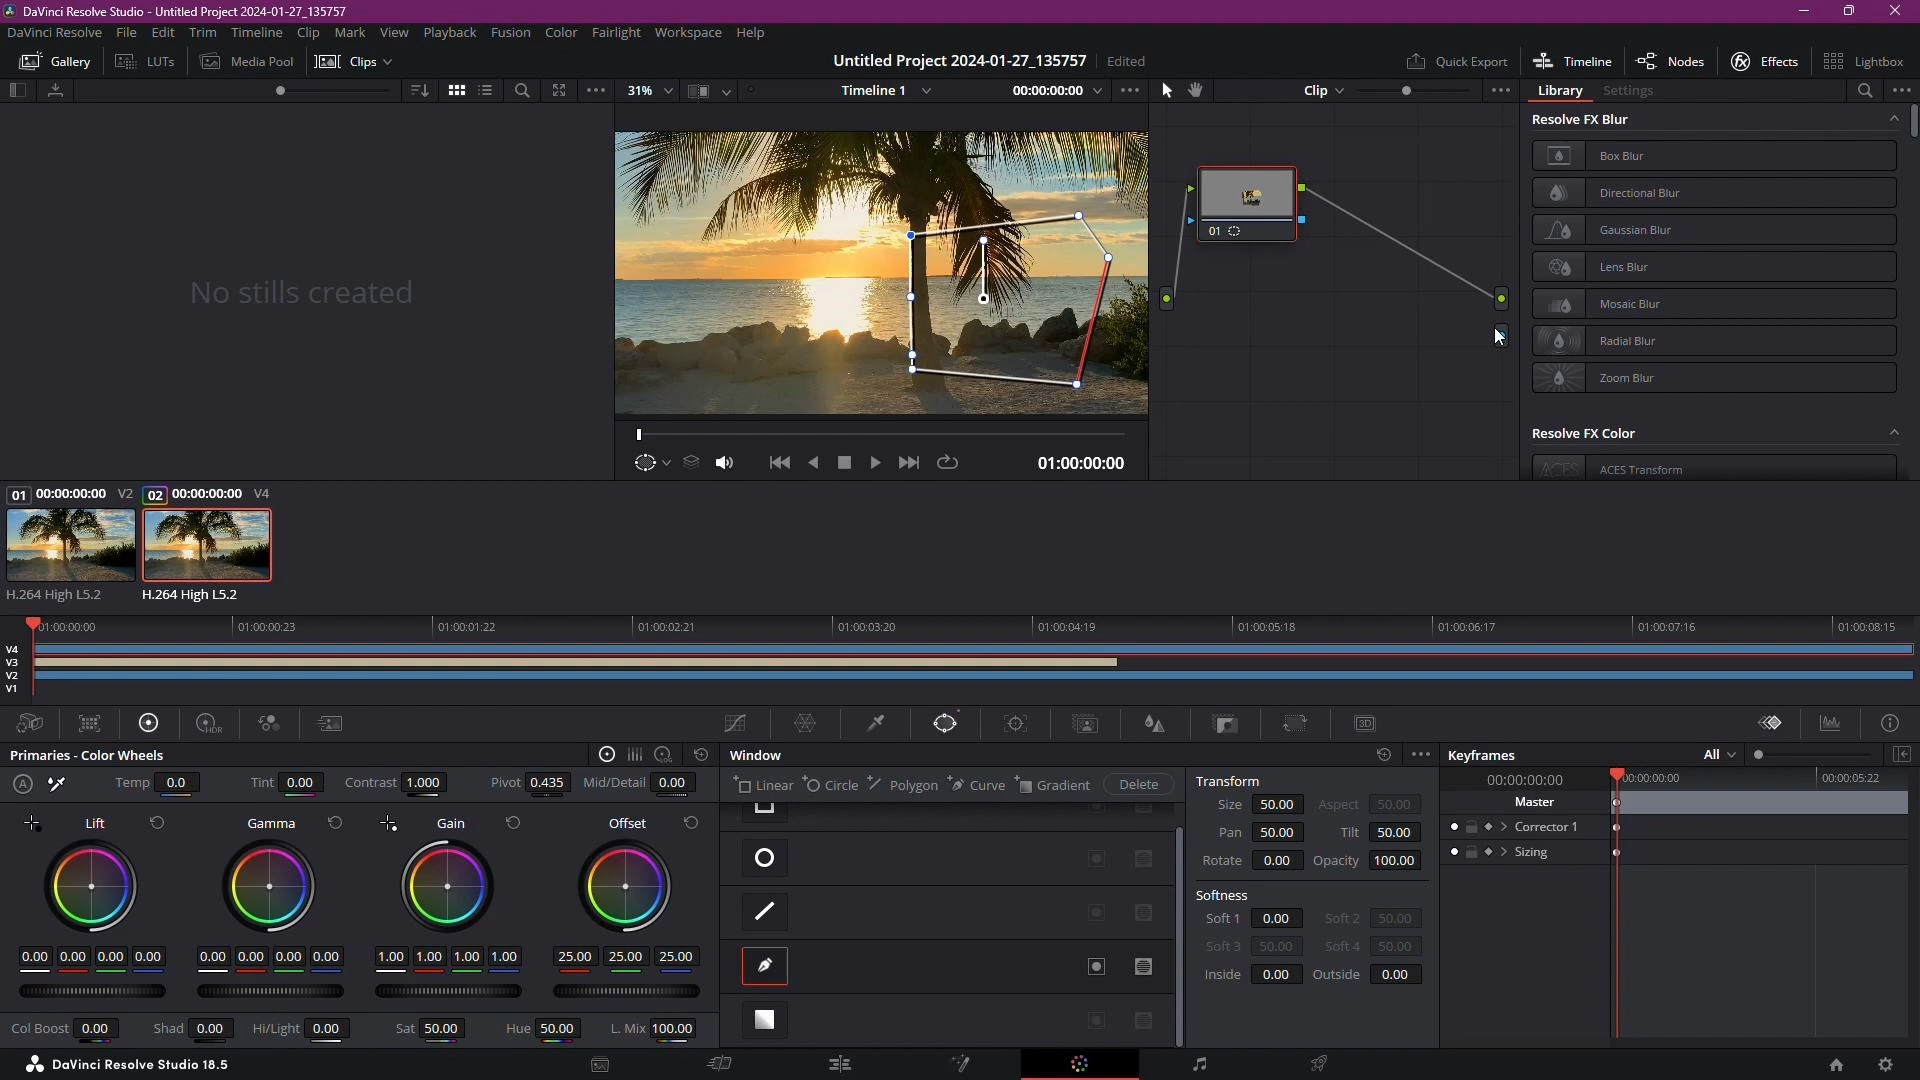 DaVinci Resolve Studio - Untitled Project 2024-01-27_135757
DaVinci Resolve File Edit Trim Timeline Clip Mark View Playback Fusion Color Fairlight Workspace Help
Gallery LUTs Media Pool Clips Untitled Project 2024-01-27_135757 Edited Quick Export Timeline Nodes Effects Lightbox
31% Timeline 1 00:00:00:00 Clip Library Settings
Resolve FX Blur
Box Blur
Directional Blur
Gaussian Blur
Lens Blur
Mosaic Blur
Radial Blur
Zoom Blur
Resolve FX Color
ACES ACES Transform
01
No stills created
01:00:00:00
01 00:00:00:00 V2 02 00:00:00:00 V4
H.264 High L5.2 H.264 High L5.2
01:00:00:00 01:00:00:23 01:00:01:22 01:00:02:21 01:00:03:20 01:00:04:19 01:00:05:18 01:00:06:17 01:00:07:16 01:00:08:15
V4
V3
V2
V1
HDR 3D
Primaries - Color Wheels LOG
A Temp 0.0 Tint 0.00 Contrast 1.000 Pivot 0.435 Mid/Detail 0.00
Lift Gamma Gain Offset
0.00 0.00 0.00 0.00 0.00 0.00 0.00 0.00 1.00 1.00 1.00 1.00 25.00 25.00 25.00
Col Boost 0.00 Shad 0.00 Hi/Light 0.00 Sat 50.00 Hue 50.00 L. Mix 100.00
Window
Linear Circle Polygon Curve Gradient Delete
Transform
Size 50.00 Aspect 50.00
Pan 50.00 Tilt 50.00
Rotate 0.00 Opacity 100.00
Softness
Soft 1 0.00 Soft 2 50.00
Soft 3 50.00 Soft 4 50.00
Inside 0.00 Outside 0.00
Keyframes All
00:00:00:00 00:00:00:00 00:00:05:22
Master
Corrector 1
Sizing
DaVinci Resolve Studio 18.5